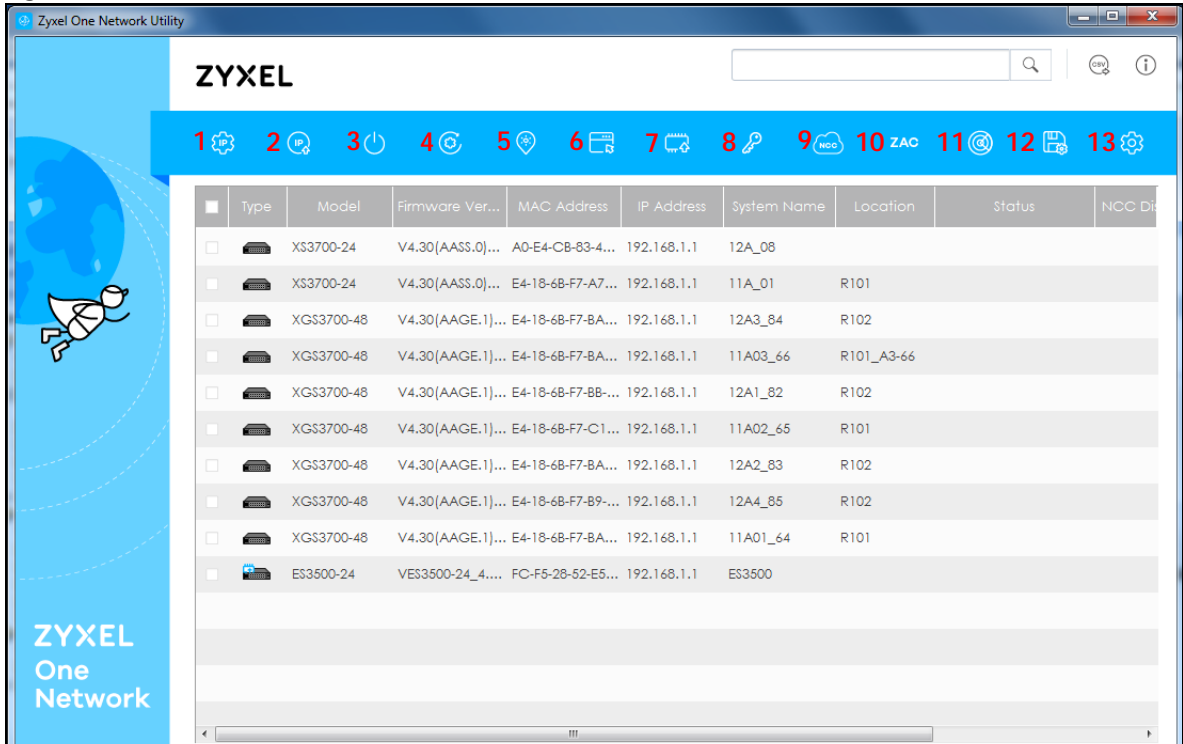 Zyxel One Network Utility
ZYXEL
CSV
1 IP 2 IP 3 4 5 6 7 8 9 NCC 10 ZAC 11 12 13
Type Model Firmware Ver... MAC Address IP Address System Name Location Status NCC Dis
XS3700-24 V4.30(AASS.0)... A0-E4-CB-83-4... 192.168.1.1 12A_08
XS3700-24 V4.30(AASS.0)... E4-18-6B-F7-A7... 192.168.1.1 11A_01 R101
XGS3700-48 V4.30(AAGE.1)... E4-18-6B-F7-BA... 192.168.1.1 12A3_84 R102
XGS3700-48 V4.30(AAGE.1)... E4-18-6B-F7-BA... 192.168.1.1 11A03_66 R101_A3-66
XGS3700-48 V4.30(AAGE.1)... E4-18-6B-F7-BB-... 192.168.1.1 12A1_82 R102
XGS3700-48 V4.30(AAGE.1)... E4-18-6B-F7-C1... 192.168.1.1 11A02_65 R101
XGS3700-48 V4.30(AAGE.1)... E4-18-6B-F7-BA... 192.168.1.1 12A2_83 R102
XGS3700-48 V4.30(AAGE.1)... E4-18-6B-F7-B9-... 192.168.1.1 12A4_85 R102
XGS3700-48 V4.30(AAGE.1)... E4-18-6B-F7-BA... 192.168.1.1 11A01_64 R101
ES3500-24 VES3500-24_4.... FC-F5-28-52-E5... 192.168.1.1 ES3500
ZYXEL
One
Network